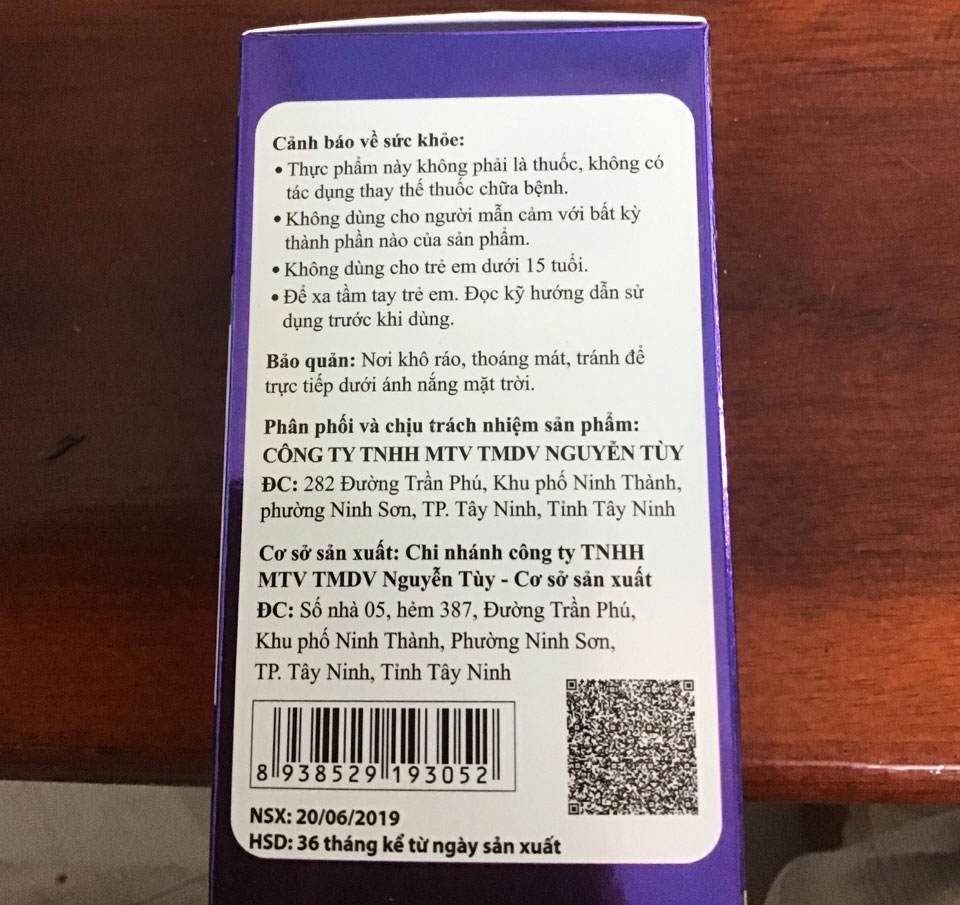 Cảnh báo về sức khỏe:
• Thực phẩm này không phải là thuốc, không có
tác dụng thay thế thuốc chữa bệnh.
• Không dùng cho người mẫn cảm với bất kỳ
thành phần nào của sản phẩm.
• Không dùng cho trẻ em dưới 15 tuổi.
• Để xa tầm tay trẻ em. Đọc kỹ hướng dẫn sử
dụng trước khi dùng.
Bảo quản: Nơi khô ráo, thoáng mát, tránh để
trực tiếp dưới ánh nắng mặt trời.
Phân phối và chịu trách nhiệm sản phẩm:
CÔNG TY TNHH MTV TMDV NGUYỄN TÙY
ĐC: 282 Đường Trần Phú, Khu phố Ninh Thành,
phường Ninh Sơn, TP. Tây Ninh, Tỉnh Tây Ninh
Cơ sở sản xuất: Chi nhánh công ty TNHH
MTV TMDV Nguyễn Tùy - Cơ sở sản xuất
ĐC: Số nhà 05, hẻm 387, Đường Trần Phú,
Khu phố Ninh Thành, Phường Ninh Sơn,
TP. Tây Ninh, Tỉnh Tây Ninh
8 938529 193052
NSX: 20/06/2019
HSD: 36 tháng kể từ ngày sản xuất